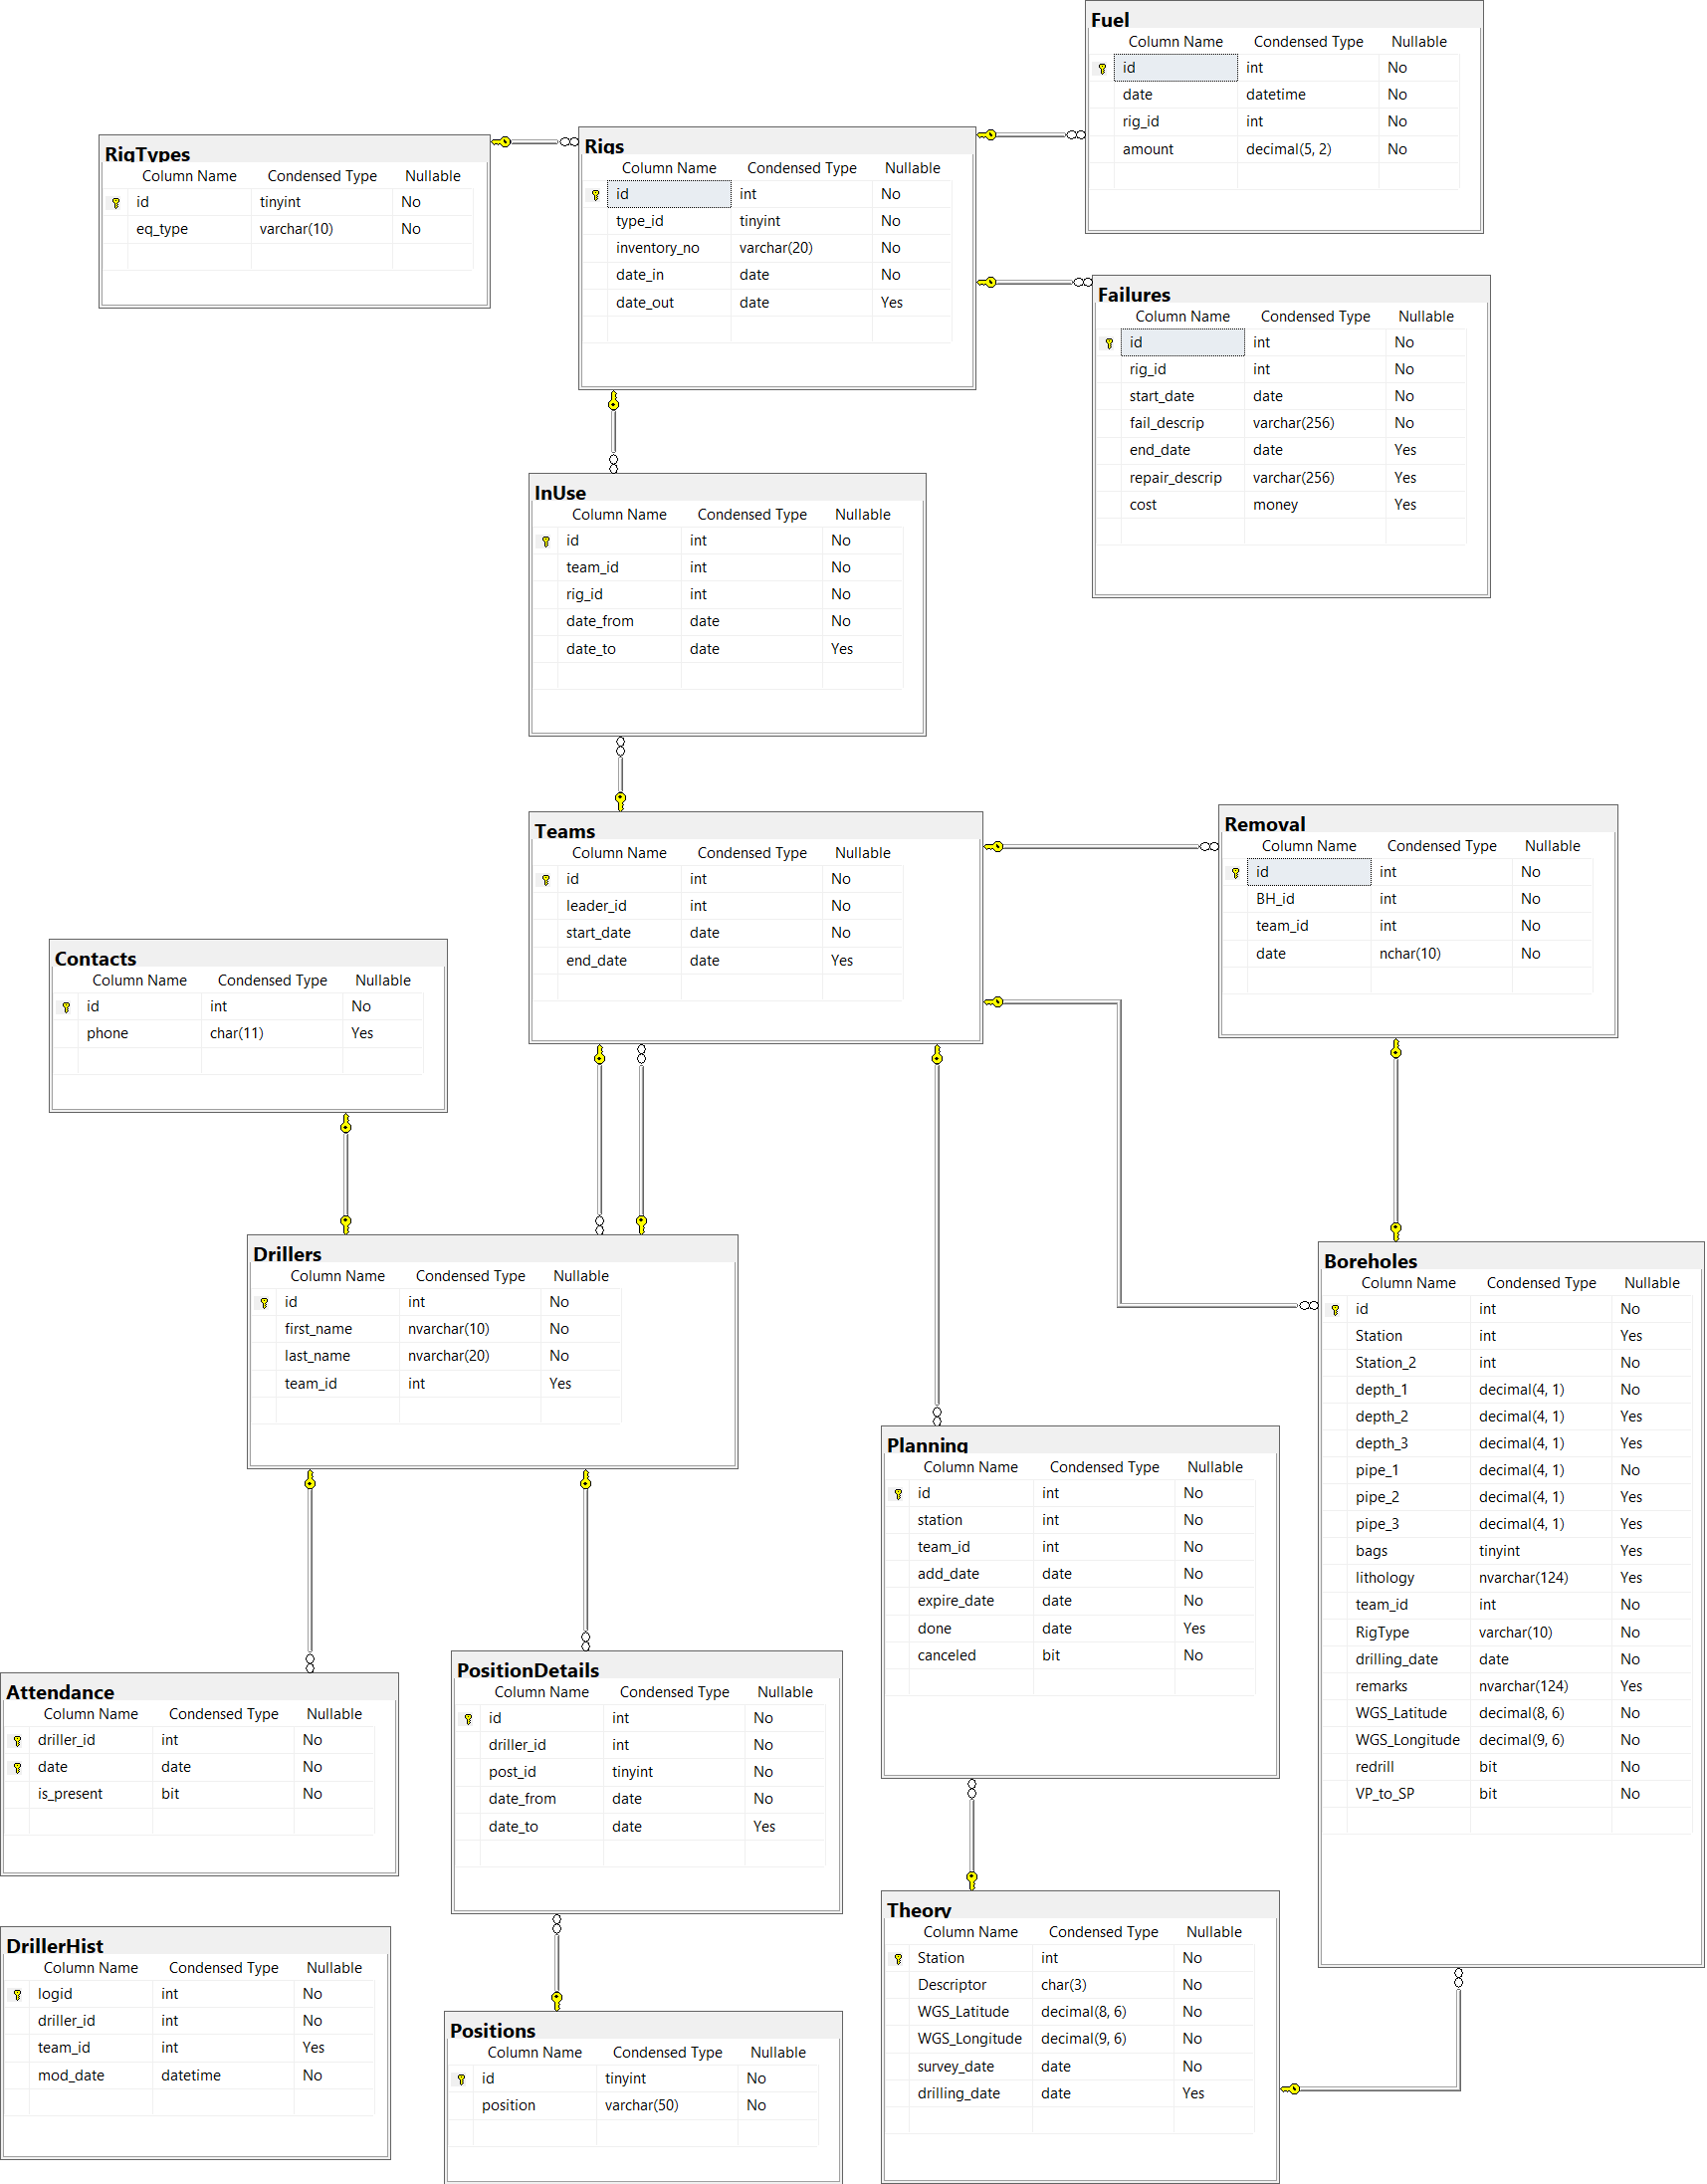 Fuel
Column Name Condensed Type Nullable
id int No
date datetime No
rig_id int No
amount decimal(5, 2) No
RigTypes
Column Name Condensed Type Nullable
id tinyint No
eq_type varchar(10) No
Rigs
Column Name Condensed Type Nullable
id int No
type_id tinyint No
inventory_no varchar(20) No
date_in date No
date_out date Yes
Failures
Column Name Condensed Type Nullable
id int No
rig_id int No
start_date date No
fail_descrip varchar(256) No
end_date date Yes
repair_descrip varchar(256) Yes
cost money Yes
InUse
Column Name Condensed Type Nullable
id int No
team_id int No
rig_id int No
date_from date No
date_to date Yes
Teams
Column Name Condensed Type Nullable
id int No
leader_id int No
start_date date No
end_date date Yes
Removal
Column Name Condensed Type Nullable
id int No
BH_id int No
team_id int No
date nchar(10) No
Contacts
Column Name Condensed Type Nullable
id int No
phone char(11) Yes
Drillers
Column Name Condensed Type Nullable
id int No
first_name nvarchar(10) No
last_name nvarchar(20) No
team_id int Yes
Boreholes
Column Name Condensed Type Nullable
id int No
Station int Yes
Station_2 int No
depth_1 decimal(4, 1) No
depth_2 decimal(4, 1) Yes
depth_3 decimal(4, 1) Yes
pipe_1 decimal(4, 1) No
pipe_2 decimal(4, 1) Yes
pipe_3 decimal(4, 1) Yes
bags tinyint Yes
lithology nvarchar(124) Yes
team_id int No
RigType varchar(10) No
drilling_date date No
remarks nvarchar(124) Yes
WGS_Latitude decimal(8, 6) No
WGS_Longitude decimal(9, 6) No
redrill bit No
VP_to_SP bit No
Planning
Column Name Condensed Type Nullable
id int No
station int No
team_id int No
add_date date No
expire_date date No
done date Yes
canceled bit No
Attendance
Column Name Condensed Type Nullable
driller_id int No
date date No
is_present bit No
PositionDetails
Column Name Condensed Type Nullable
id int No
driller_id int No
post_id tinyint No
date_from date No
date_to date Yes
Theory
Column Name Condensed Type Nullable
Station int No
Descriptor char(3) No
WGS_Latitude decimal(8, 6) No
WGS_Longitude decimal(9, 6) No
survey_date date No
drilling_date date Yes
DrillerHist
Column Name Condensed Type Nullable
logid int No
driller_id int No
team_id int Yes
mod_date datetime No
Positions
Column Name Condensed Type Nullable
id tinyint No
position varchar(50) No